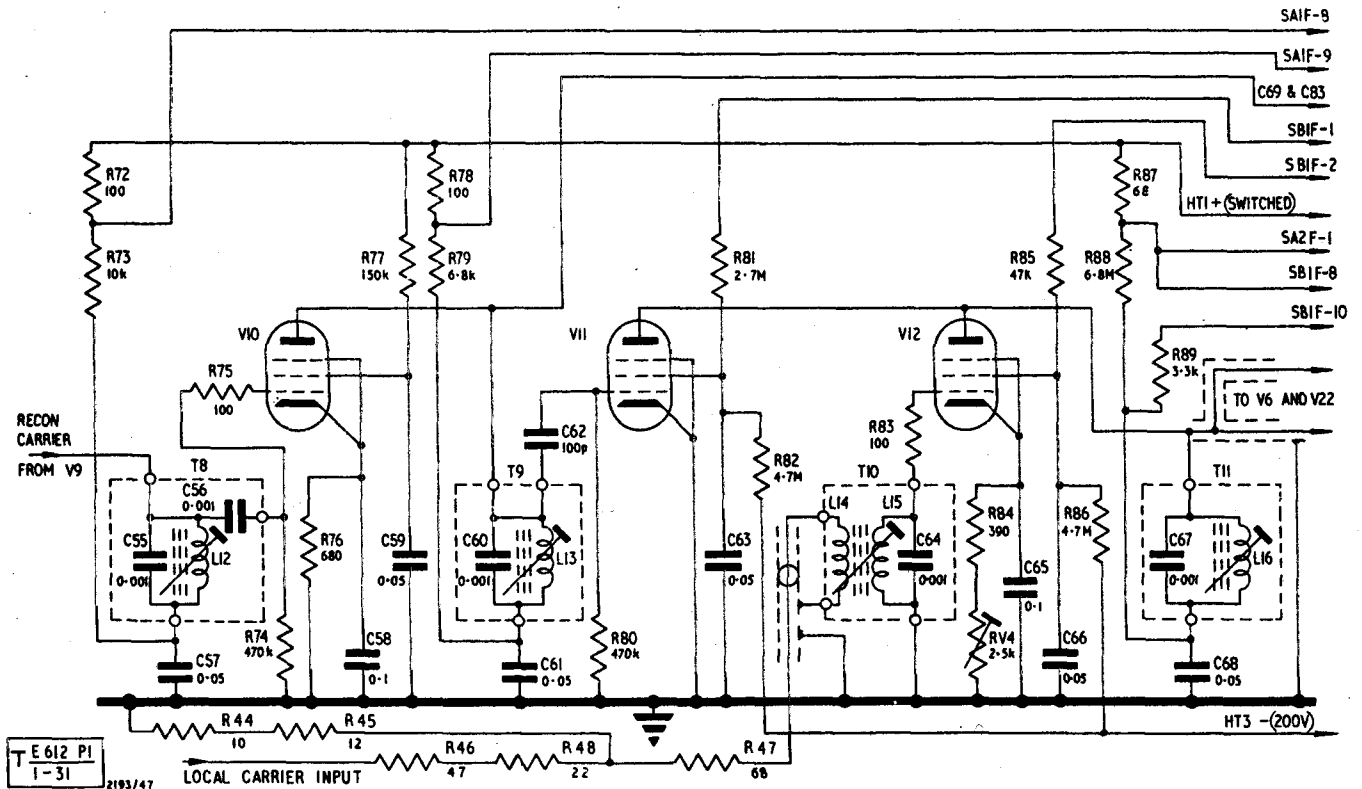 SA1F-8
SA1F-9
C69 & C83
SB1F-1
SB1F-2
HT1+(SWITCHED)
SA2F-1
SB1F-8
SB1F-10
TO V6 AND V22
R72
100
R73
10k
R77
150k
R78
100
R79
6·8k
R81
2·7M
R85
47k
R87
68
R88
6·8M
R89
3·3k
V10
V11
V12
R75
100
RECON
CARRIER
FROM V9
T8
C56
0·001
C55
0·001
L12
R76
680
C59
0·05
T9
C62
100p
C60
0·001
L13
R82
4·7M
C63
0·05
R83
100
T10
L14
L15
C64
0·001
R84
390
C65
0·1
R86
4·7M
T11
C67
0·001
L16
R74
470k
C57
0·05
C58
0·1
C61
0·05
R80
470k
RV4
2·5k
C66
0·05
C68
0·05
HT3 -(200V)
R44
10
R45
12
R46
47
R48
22
R47
68
LOCAL CARRIER INPUT
T E 612 P1
1-31
2193/47